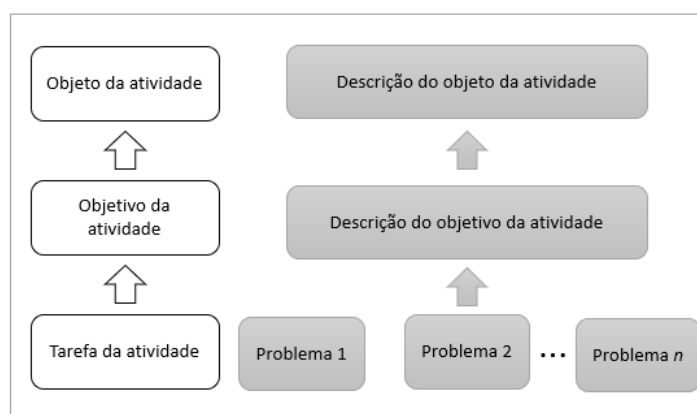 Objeto da atividade
Descrição do objeto da atividade
Objetivo da
atividade
Descrição do objetivo da atividade
Tarefa da atividade
Problema 1
Problema 2
...
Problema n